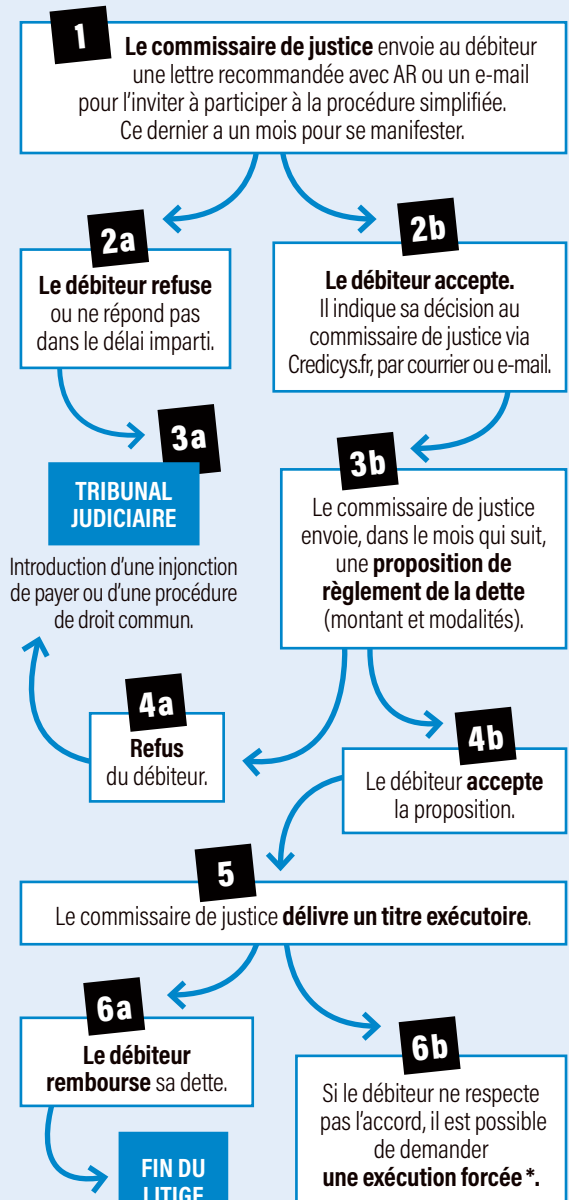 1
Le commissaire de justice envoie au débiteur
une lettre recommandée avec AR ou un e-mail
pour l'inviter à participer à la procédure simplifiée.
Ce dernier a un mois pour se manifester.
2a
Le débiteur refuse
ou ne répond pas
dans le délai imparti.
2b
Le débiteur accepte.
Il indique sa décision au
commissaire de justice via
Credicys.fr, par courrier ou e-mail.
3a
TRIBUNAL
JUDICIAIRE
Introduction d'une injonction
de payer ou d'une procédure
de droit commun.
3b
Le commissaire de justice
envoie, dans le mois qui suit,
une proposition de
règlement de la dette
(montant et modalités).
4a
Refus
du débiteur.
4b
Le débiteur accepte
la proposition.
5
Le commissaire de justice délivre un titre exécutoire.
6a
Le débiteur
rembourse sa dette.
6b
Si le débiteur ne respecte
pas l'accord, il est possible
de demander
une exécution forcée *.
FIN DU
LITIGE